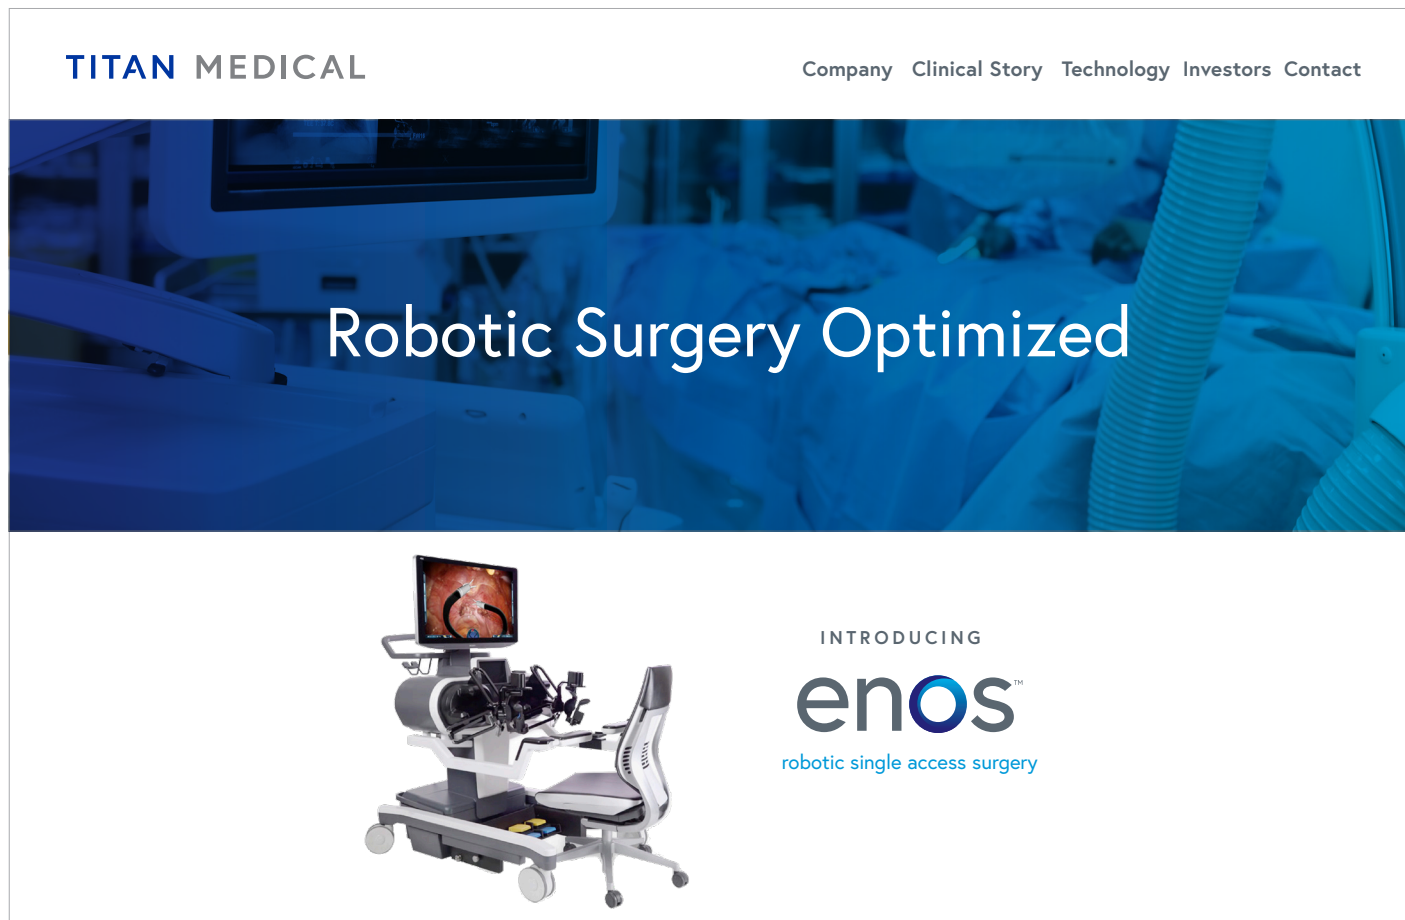 TITAN MEDICAL
Company Clinical Story Technology Investors Contact
Robotic Surgery Optimized
INTRODUCING
enos™
robotic single access surgery